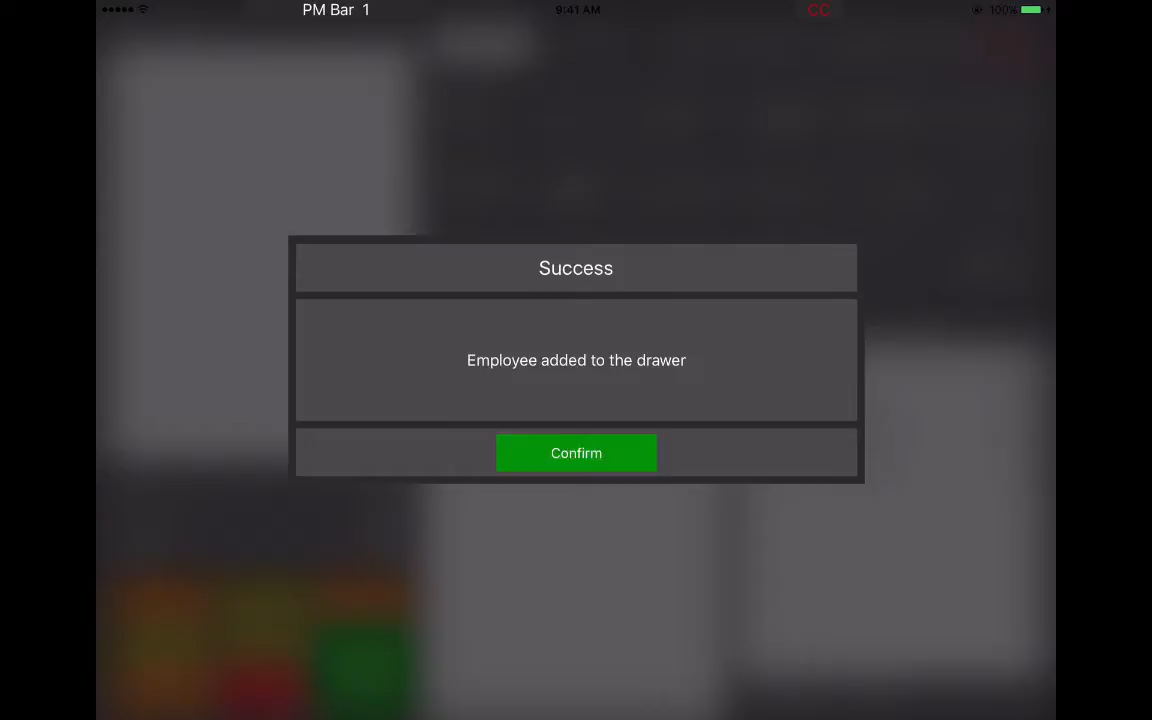 PM Bar 1
9:41 AM
CC
100%
Success
Employee added to the drawer
Confirm